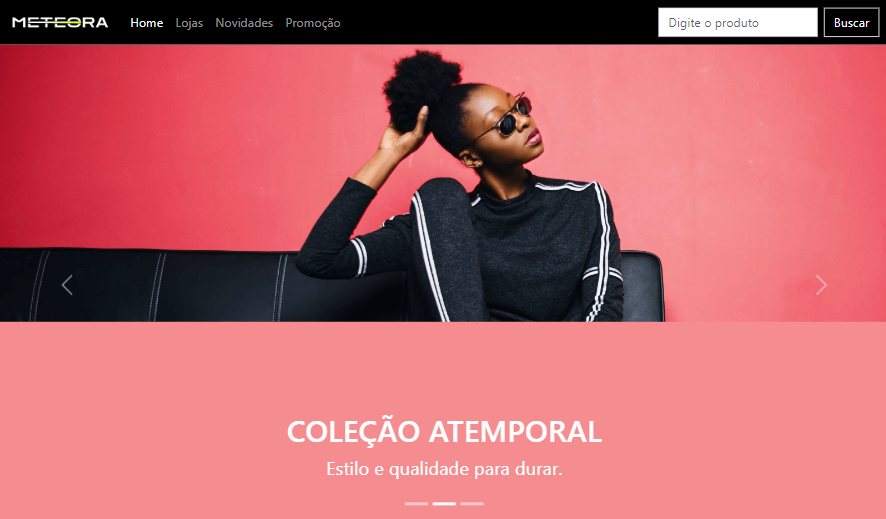 METEORA
Home Lojas Novidades Promoção
Digite o produto
Buscar
COLEÇÃO ATEMPORAL
Estilo e qualidade para durar.